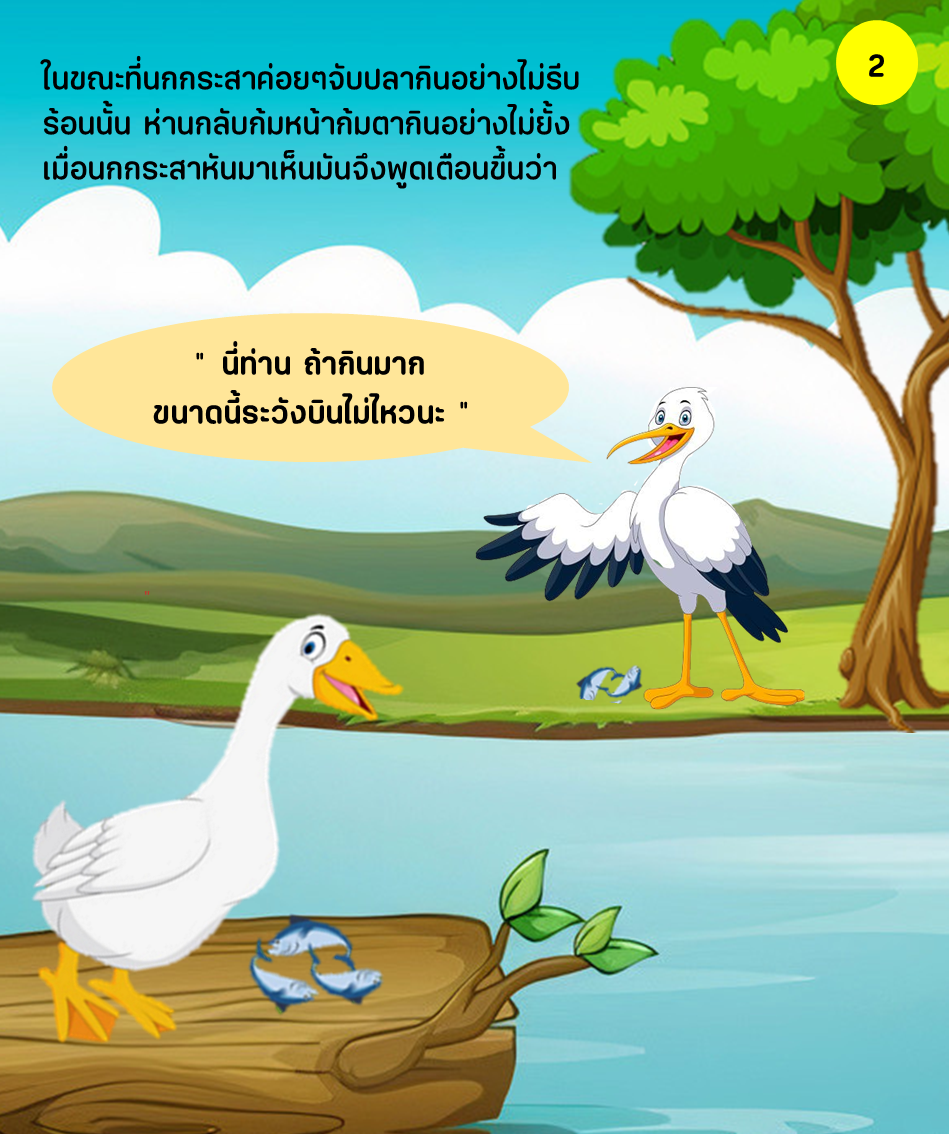 2
ในขณะที่นกกระสาค่อยๆจับปลากินอย่างไม่รีบ
ร้อนนั้น ห่านกลับก้มหน้าก้มตากินอย่างไม่ยั้ง
เมื่อนกกระสาหันมาเห็นมันจึงพูดเตือนขึ้นว่า
" นี่ท่าน ถ้ากินมาก
ขนาดนี้ระวังบินไม่ไหวนะ "